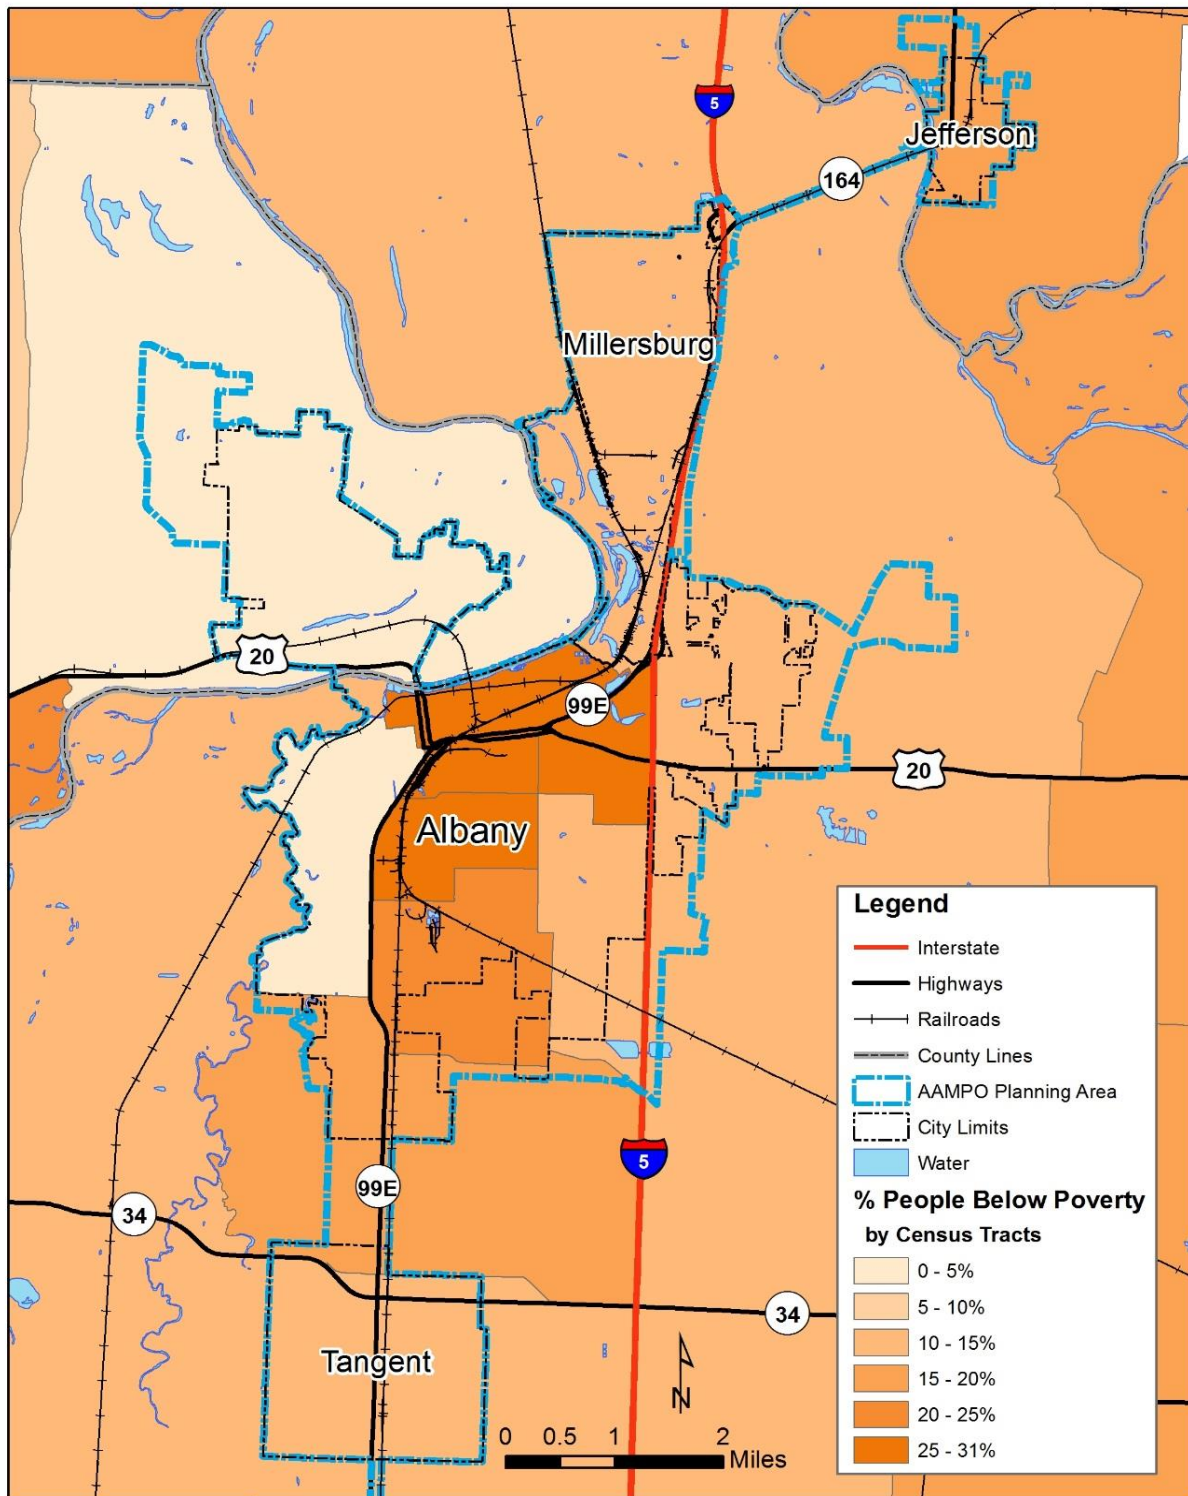 5
Jefferson
164
Millersburg
20
99E
20
Albany
5
99E
34
34
Tangent
N
0 0.5 1 2
Miles
Legend
Interstate
Highways
Railroads
County Lines
AAMPO Planning Area
City Limits
Water
% People Below Poverty
by Census Tracts
0 - 5%
5 - 10%
10 - 15%
15 - 20%
20 - 25%
25 - 31%